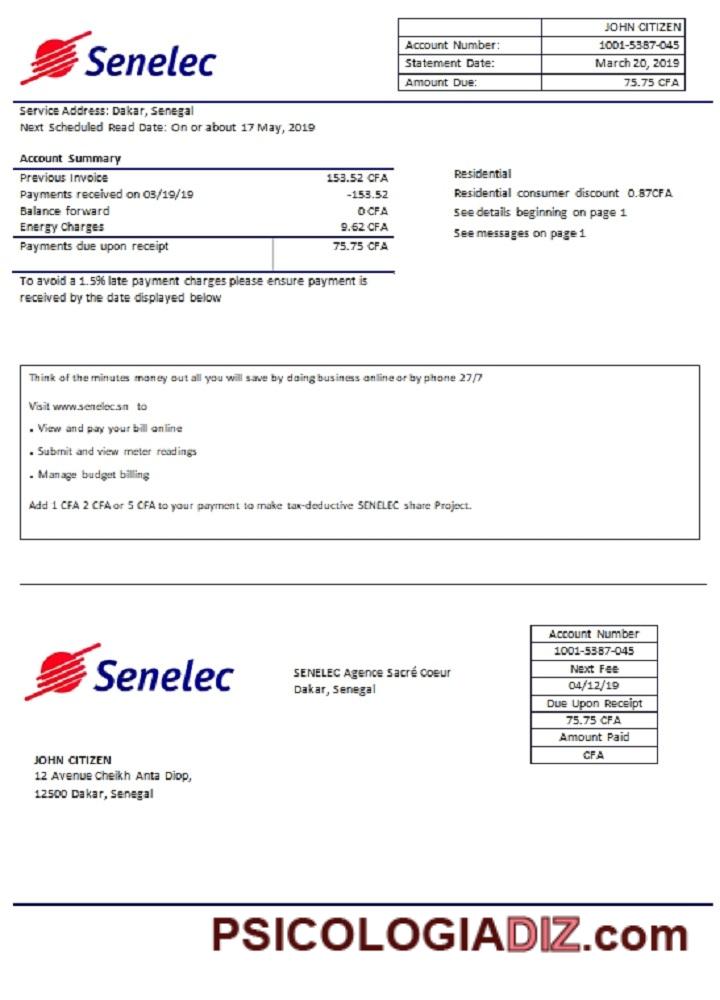 Senelec
JOHN CITIZEN
Account Number: 1001-5387-045
Statement Date: March 20, 2019
Amount Due: 75.75 CFA
Service Address: Dakar, Senegal
Next Scheduled Read Date: On or about 17 May, 2019
Account Summary
Previous Invoice 153.52 CFA
Payments received on 03/19/19 -153.52
Balance forward 0 CFA
Energy Charges 9.62 CFA
Payments due upon receipt 75.75 CFA
To avoid a 1.5% late payment charges please ensure payment is
received by the date displayed below
Residential
Residential consumer discount 0.87CFA
See details beginning on page 1
See messages on page 1
Think of the minutes money out all you will save by doing business online or by phone 27/7
Visit www.senelec.sn to
• View and pay your bill online
• Submit and view meter readings
• Manage budget billing
Add 1 CFA 2 CFA or 5 CFA to your payment to make tax-deductive SENELEC share Project.
Senelec
SENELEC Agence Sacré Coeur
Dakar, Senegal
Account Number
1001-5387-045
Next Fee
04/12/19
Due Upon Receipt
75.75 CFA
Amount Paid
CFA
JOHN CITIZEN
12 Avenue Cheikh Anta Diop,
12500 Dakar, Senegal
PSICOLOGIADIZ.com